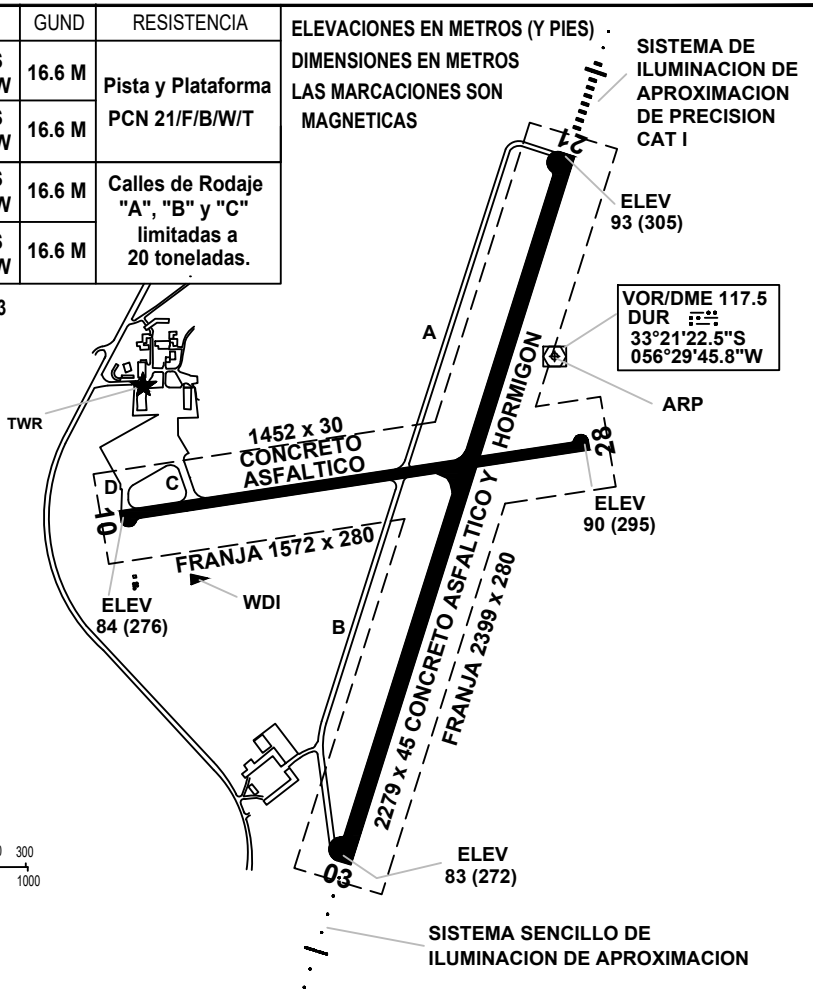 GUND RESISTENCIA
S
W 16.6 M
S
W 16.6 M
Pista y Plataforma
PCN 21/F/B/W/T
S
W 16.6 M
S
W 16.6 M
Calles de Rodaje
"A", "B" y "C"
limitadas a
20 toneladas.
3
ELEVACIONES EN METROS (Y PIES)
DIMENSIONES EN METROS
LAS MARCACIONES SON
MAGNETICAS
SISTEMA DE
ILUMINACION DE
APROXIMACION
DE PRECISION
CAT I
21
ELEV
93 (305)
VOR/DME 117.5
DUR
33°21'22.5"S
056°29'45.8"W
ARP
A
TWR
1452 x 30
CONCRETO
ASFALTICO
28
D
C
10
ELEV
90 (295)
FRANJA 1572 x 280
WDI
ELEV
84 (276)
B
2279 x 45 CONCRETO ASFALTICO Y HORMIGON
FRANJA 2399 x 280
03
ELEV
83 (272)
300
1000
SISTEMA SENCILLO DE
ILUMINACION DE APROXIMACION